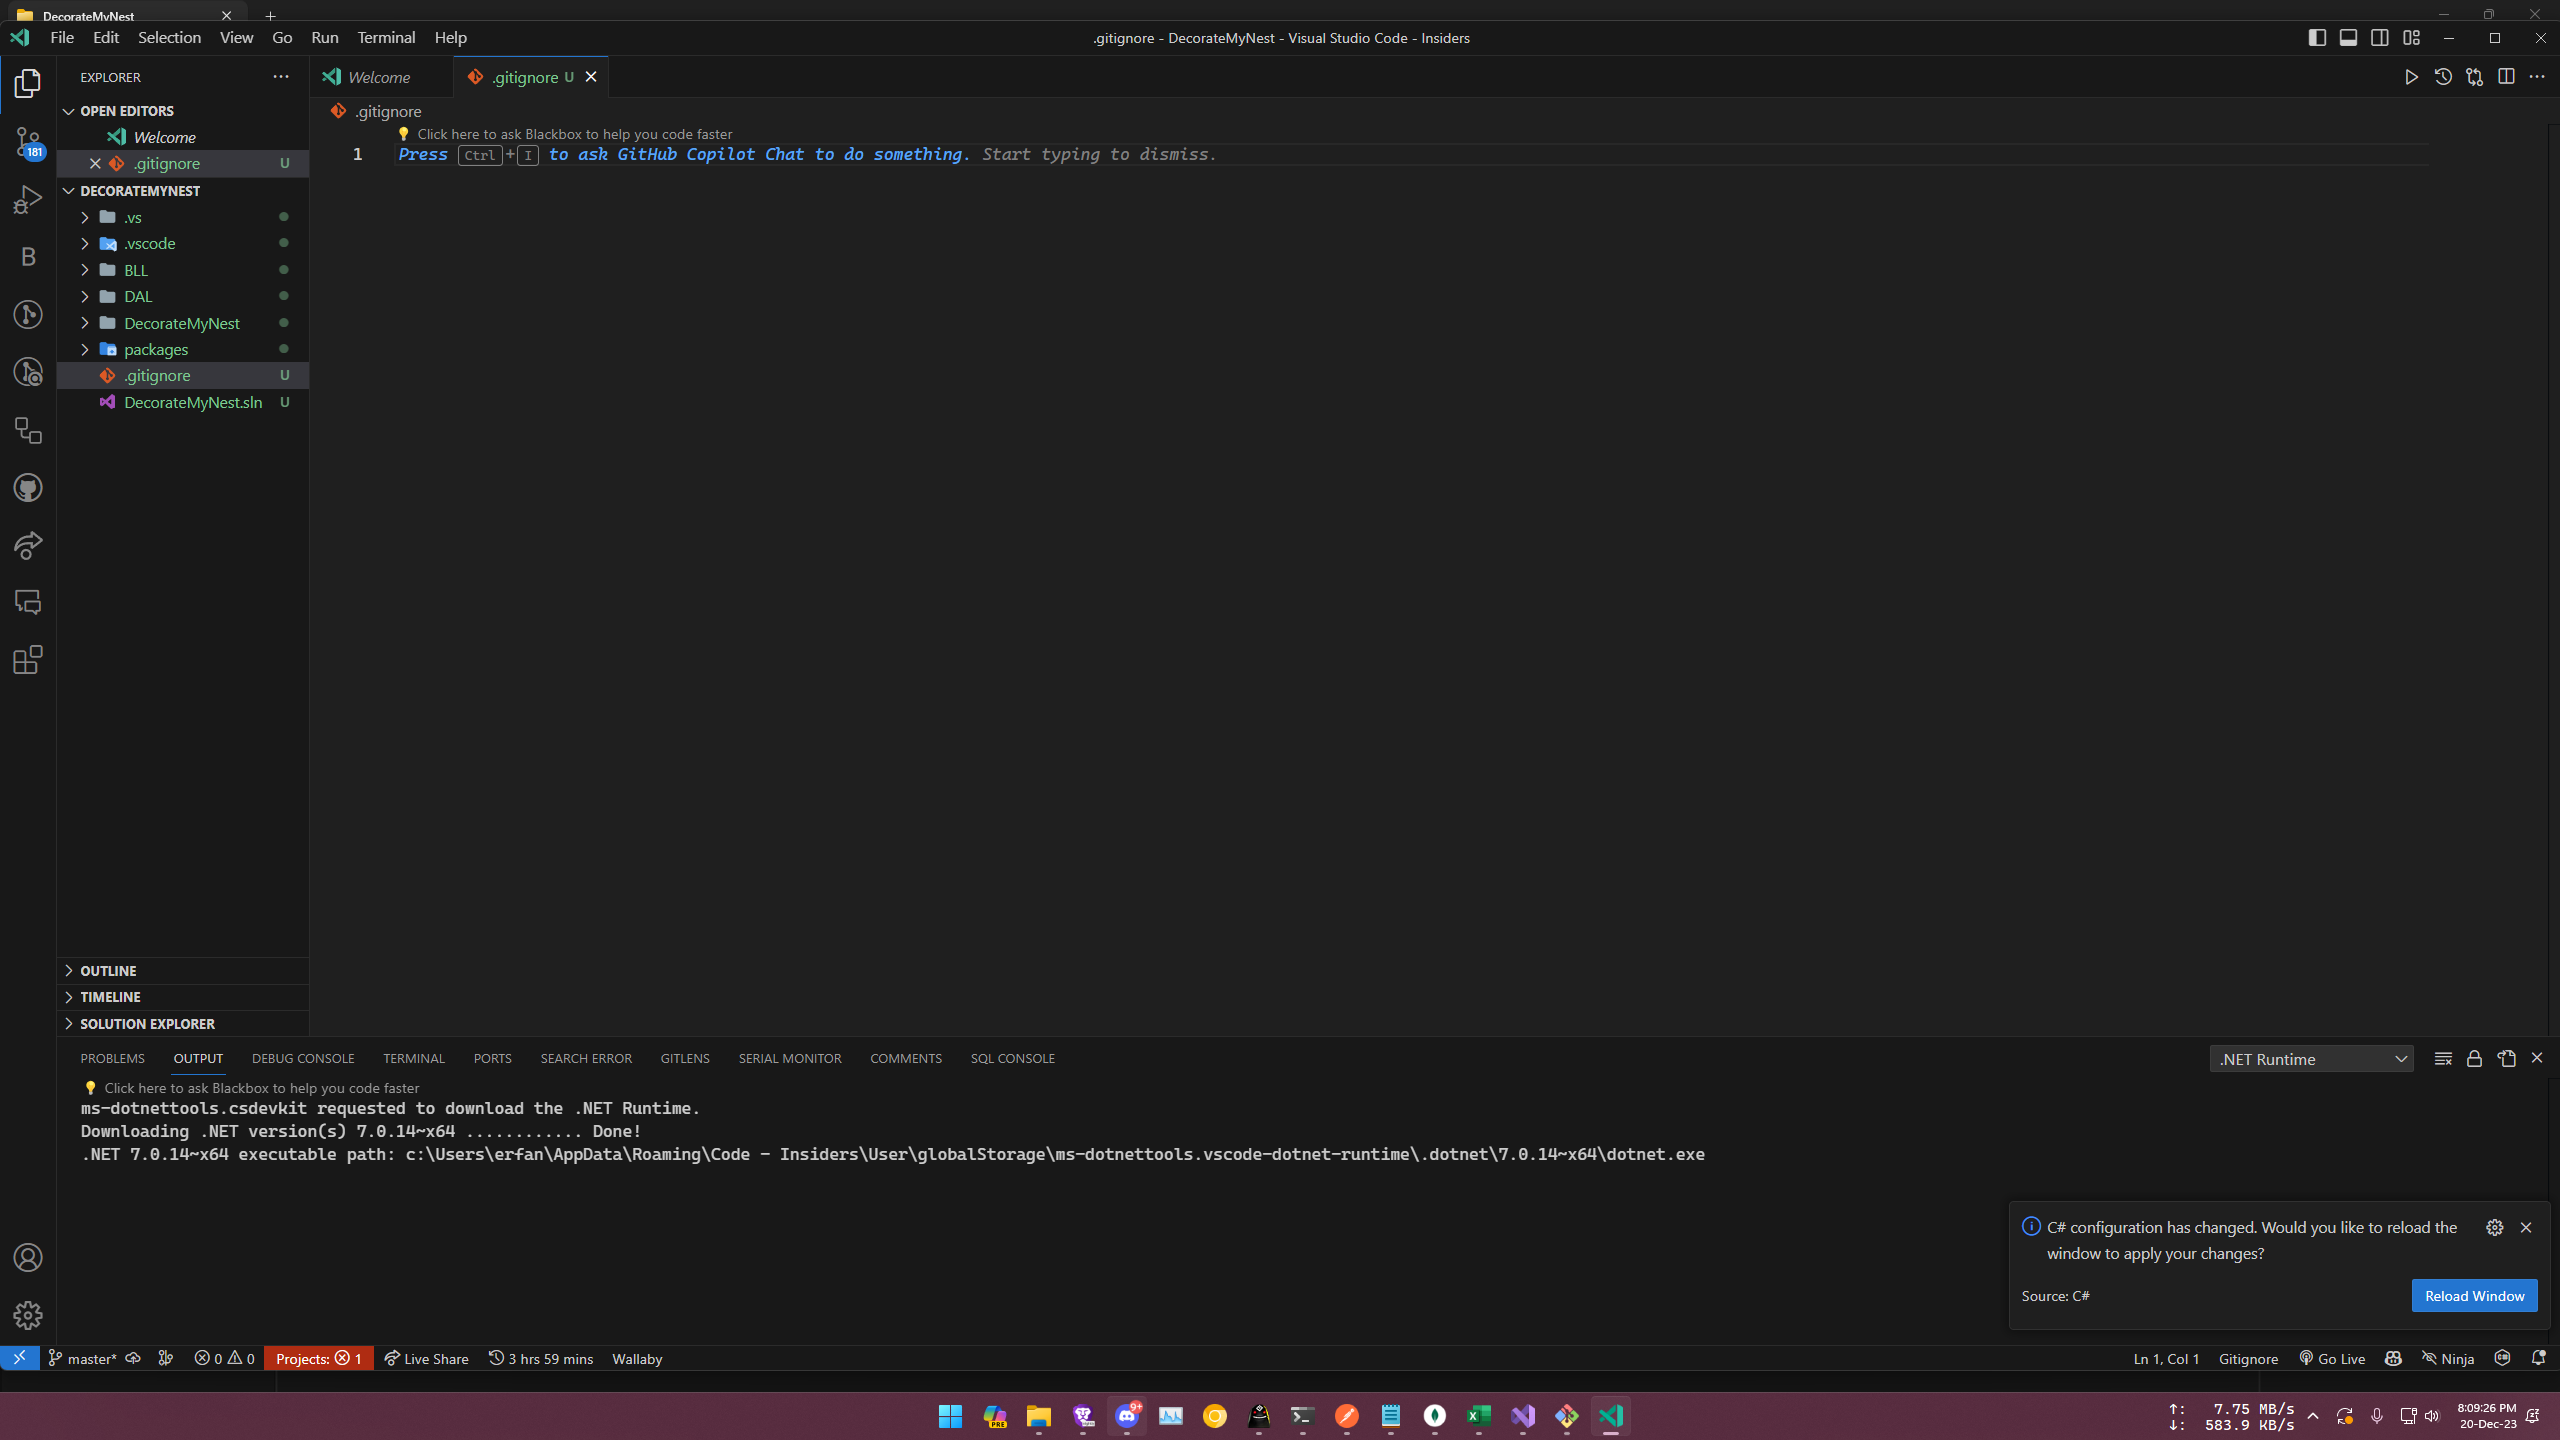 DecorateMyNest
File Edit Selection View Go Run Terminal Help
.gitignore - DecorateMyNest - Visual Studio Code - Insiders
EXPLORER
Welcome
.gitignore U
OPEN EDITORS
Welcome
.gitignore U
181
DECORATEMYNEST
.vs
.vscode
BLL
DAL
DecorateMyNest
packages
.gitignore U
DecorateMyNest.sln U
B
OUTLINE
TIMELINE
SOLUTION EXPLORER
.gitignore
Click here to ask Blackbox to help you code faster
1 Press Ctrl+I to ask GitHub Copilot Chat to do something. Start typing to dismiss.
PROBLEMS OUTPUT DEBUG CONSOLE TERMINAL PORTS SEARCH ERROR GITLENS SERIAL MONITOR COMMENTS SQL CONSOLE
.NET Runtime
Click here to ask Blackbox to help you code faster
ms-dotnettools.csdevkit requested to download the .NET Runtime.
Downloading .NET version(s) 7.0.14~x64 ............ Done!
.NET 7.0.14~x64 executable path: c:\Users\erfan\AppData\Roaming\Code - Insiders\User\globalStorage\ms-dotnettools.vscode-dotnet-runtime\.dotnet\7.0.14~x64\dotnet.exe
C# configuration has changed. Would you like to reload the
window to apply your changes?
Source: C#
Reload Window
master* 0 0 Projects: 1 Live Share 3 hrs 59 mins Wallaby
Ln 1, Col 1 Gitignore Go Live Ninja
PRE
9+
↑: 7.75 MB/s
↓: 583.9 KB/s
8:09:26 PM
20-Dec-23